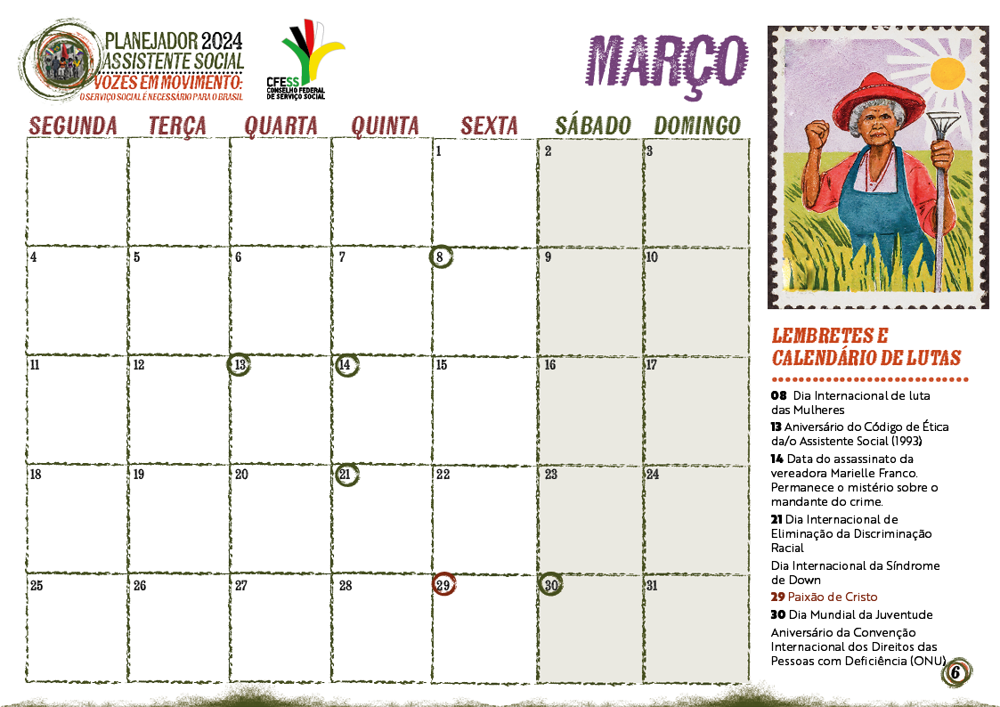 PLANEJADOR 2024
ASSISTENTE SOCIAL
VOZES EM MOVIMENTO:
O SERVIÇO SOCIAL É NECESSÁRIO PARA O BRASIL
CFESS
CONSELHO FEDERAL
DE SERVIÇO SOCIAL
MARÇO
SEGUNDA TERÇA QUARTA QUINTA SEXTA SÁBADO DOMINGO
1 2 3
4 5 6 7 8 9 10
11 12 13 14 15 16 17
18 19 20 21 22 23 24
25 26 27 28 29 30 31
LEMBRETES E
CALENDÁRIO DE LUTAS
08 Dia Internacional de luta
das Mulheres
13 Aniversário do Código de Ética
da/o Assistente Social (1993)
14 Data do assassinato da
vereadora Marielle Franco.
Permanece o mistério sobre o
mandante do crime.
21 Dia Internacional de
Eliminação da Discriminação
Racial
Dia Internacional da Síndrome
de Down
29 Paixão de Cristo
30 Dia Mundial da Juventude
Aniversário da Convenção
Internacional dos Direitos das
Pessoas com Deficiência (ONU)
6